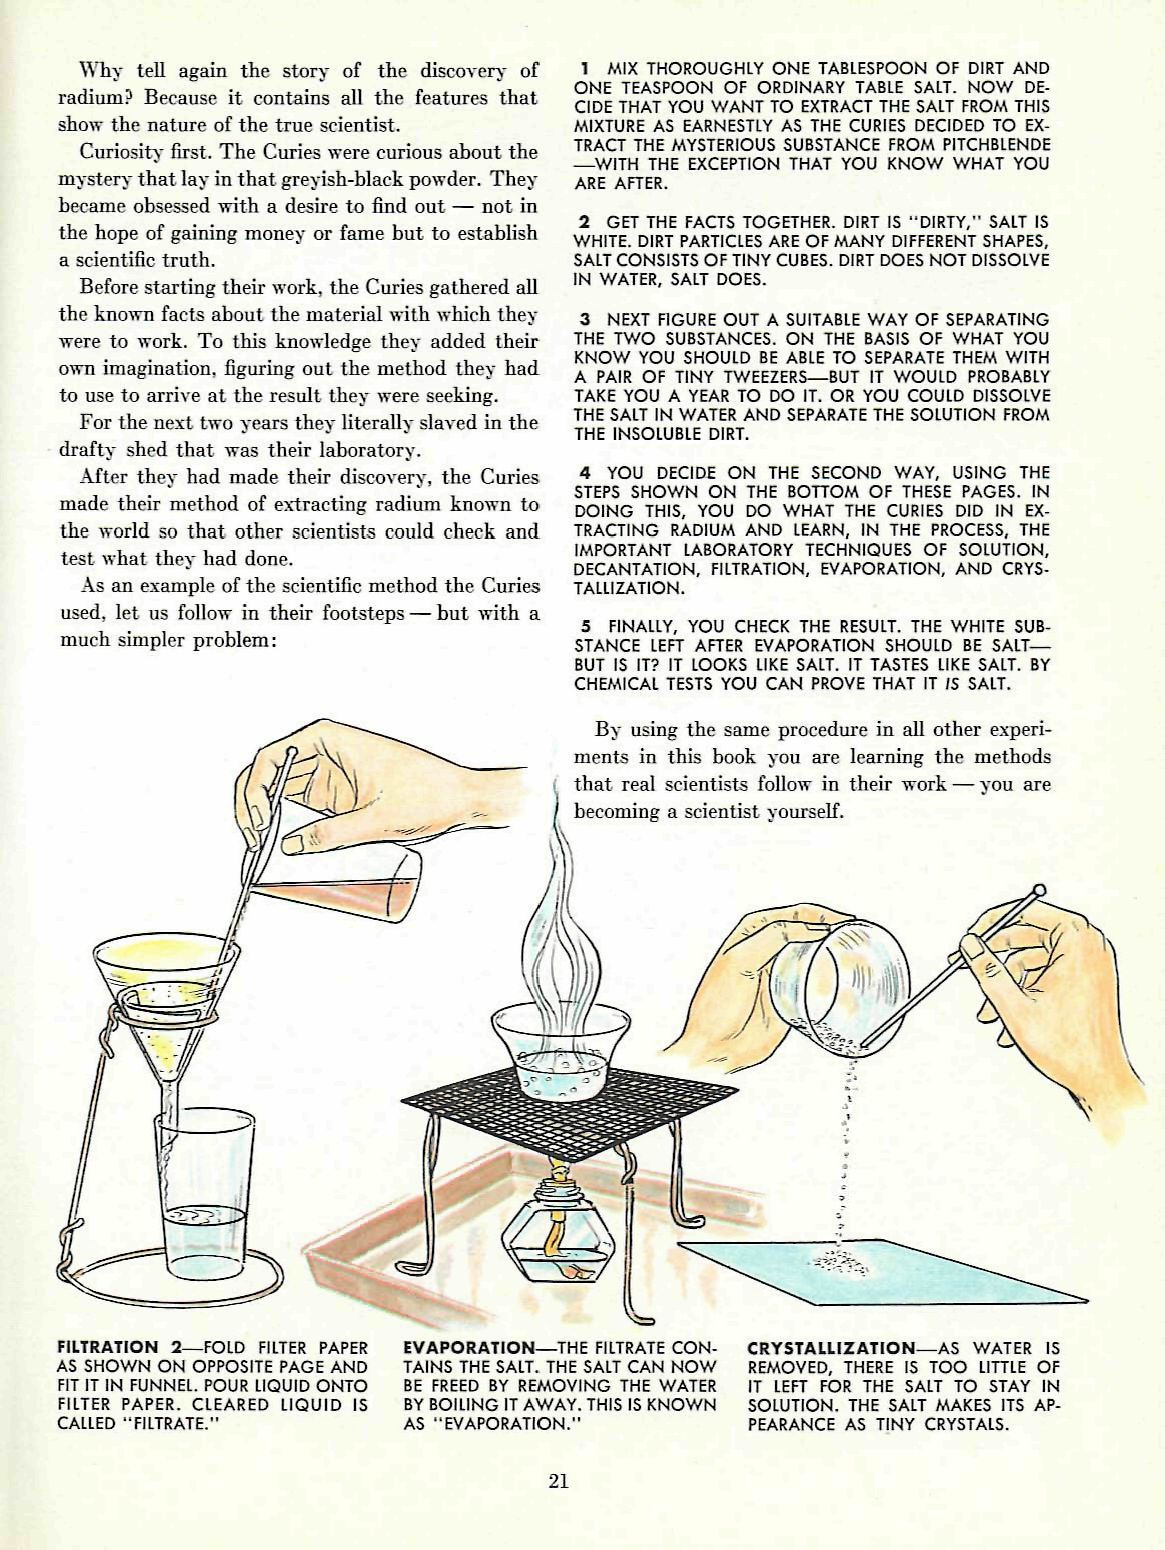 Why tell again the story of the discovery of
radium? Because it contains all the features that
show the nature of the true scientist.
Curiosity first. The Curies were curious about the
mystery that lay in that greyish-black powder. They
became obsessed with a desire to find out — not in
the hope of gaining money or fame but to establish
a scientific truth.
Before starting their work, the Curies gathered all
the known facts about the material with which they
were to work. To this knowledge they added their
own imagination, figuring out the method they had
to use to arrive at the result they were seeking.
For the next two years they literally slaved in the
drafty shed that was their laboratory.
After they had made their discovery, the Curies
made their method of extracting radium known to
the world so that other scientists could check and
test what they had done.
As an example of the scientific method the Curies
used, let us follow in their footsteps — but with a
much simpler problem:
1 MIX THOROUGHLY ONE TABLESPOON OF DIRT AND
ONE TEASPOON OF ORDINARY TABLE SALT. NOW DE-
CIDE THAT YOU WANT TO EXTRACT THE SALT FROM THIS
MIXTURE AS EARNESTLY AS THE CURIES DECIDED TO EX-
TRACT THE MYSTERIOUS SUBSTANCE FROM PITCHBLENDE
—WITH THE EXCEPTION THAT YOU KNOW WHAT YOU
ARE AFTER.
2 GET THE FACTS TOGETHER. DIRT IS "DIRTY," SALT IS
WHITE. DIRT PARTICLES ARE OF MANY DIFFERENT SHAPES,
SALT CONSISTS OF TINY CUBES. DIRT DOES NOT DISSOLVE
IN WATER, SALT DOES.
3 NEXT FIGURE OUT A SUITABLE WAY OF SEPARATING
THE TWO SUBSTANCES. ON THE BASIS OF WHAT YOU
KNOW YOU SHOULD BE ABLE TO SEPARATE THEM WITH
A PAIR OF TINY TWEEZERS—BUT IT WOULD PROBABLY
TAKE YOU A YEAR TO DO IT. OR YOU COULD DISSOLVE
THE SALT IN WATER AND SEPARATE THE SOLUTION FROM
THE INSOLUBLE DIRT.
4 YOU DECIDE ON THE SECOND WAY, USING THE
STEPS SHOWN ON THE BOTTOM OF THESE PAGES. IN
DOING THIS, YOU DO WHAT THE CURIES DID IN EX-
TRACTING RADIUM AND LEARN, IN THE PROCESS, THE
IMPORTANT LABORATORY TECHNIQUES OF SOLUTION,
DECANTATION, FILTRATION, EVAPORATION, AND CRYS-
TALLIZATION.
5 FINALLY, YOU CHECK THE RESULT. THE WHITE SUB-
STANCE LEFT AFTER EVAPORATION SHOULD BE SALT—
BUT IS IT? IT LOOKS LIKE SALT. IT TASTES LIKE SALT. BY
CHEMICAL TESTS YOU CAN PROVE THAT IT IS SALT.
By using the same procedure in all other experi-
ments in this book you are learning the methods
that real scientists follow in their work — you are
becoming a scientist yourself.
FILTRATION 2—FOLD FILTER PAPER
AS SHOWN ON OPPOSITE PAGE AND
FIT IT IN FUNNEL. POUR LIQUID ONTO
FILTER PAPER. CLEARED LIQUID IS
CALLED "FILTRATE."
EVAPORATION—THE FILTRATE CON-
TAINS THE SALT. THE SALT CAN NOW
BE FREED BY REMOVING THE WATER
BY BOILING IT AWAY. THIS IS KNOWN
AS "EVAPORATION."
CRYSTALLIZATION—AS WATER IS
REMOVED, THERE IS TOO LITTLE OF
IT LEFT FOR THE SALT TO STAY IN
SOLUTION. THE SALT MAKES ITS AP-
PEARANCE AS TINY CRYSTALS.
21